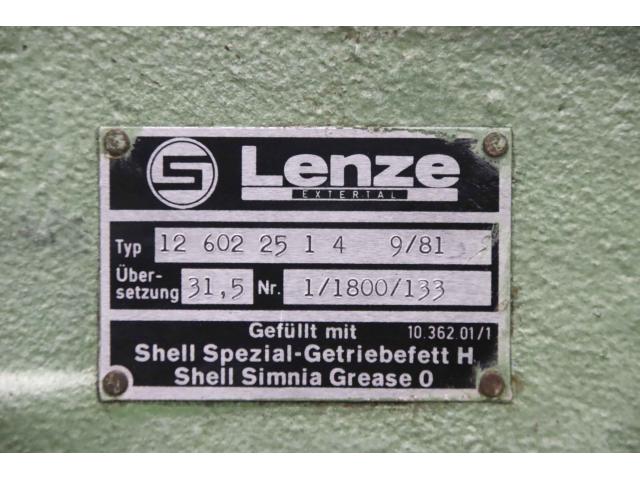 Lenze
EXTERTAL
Typ 12 602 25 1 4 9/81
Über-
setzung 31,5 Nr. 1/1800/133
Gefüllt mit 10.362.01/1
Shell Spezial-Getriebefett H
Shell Simnia Grease 0